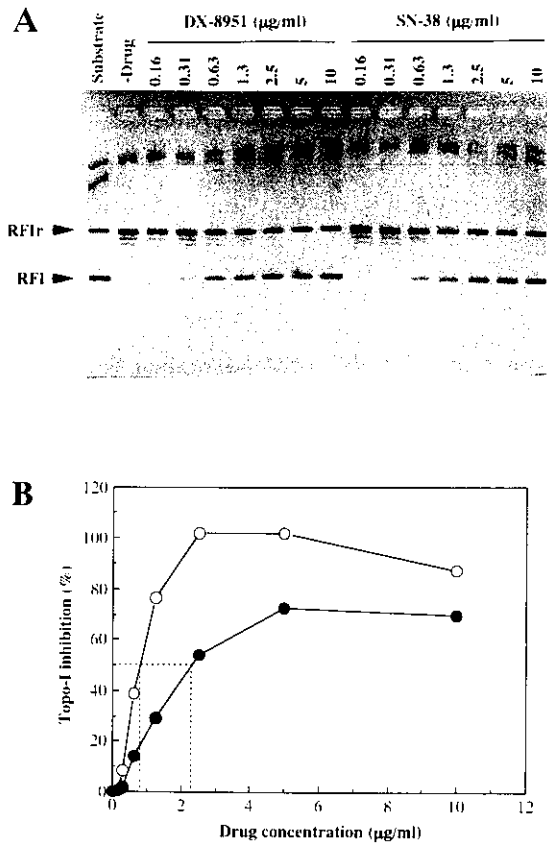 A
DX-8951 (μg/ml)
SN-38 (μg/ml)
Substrate
-Drug
0.16
0.31
0.63
1.3
2.5
5
10
0.16
0.31
0.63
1.3
2.5
5
10
RFIr
RFI
B
Topo-I inhibition (%)
120
100
80
60
40
20
0
0
2
4
6
8
10
12
Drug concentration (μg/ml)